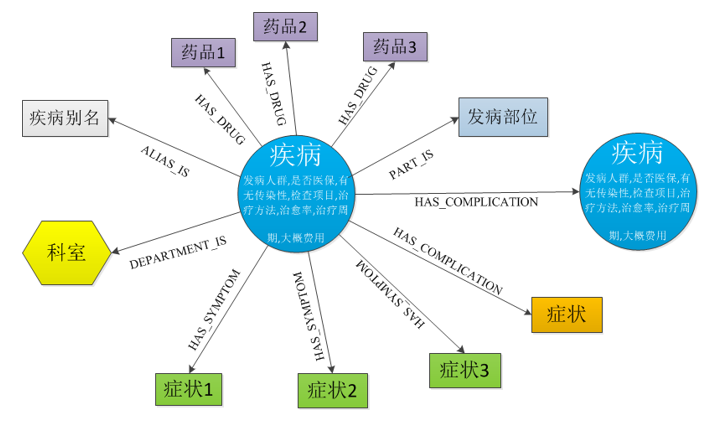 药品1
药品2
药品3
HAS_DRUG
HAS_DRUG
HAS_DRUG
疾病别名
ALIAS_IS
发病部位
PART_IS
疾病
发病人群,是否医保,有
无传染性,检查项目,治
疗方法,治愈率,治疗周
期,大概费用
HAS_COMPLICATION
疾病
发病人群,是否医保,有
无传染性,检查项目,治
疗方法,治愈率,治疗周
期,大概费用
科室
DEPARTMENT_IS
HAS_COMPLICATION
症状
HAS_SYMPTOM
HAS_SYMPTOM
HAS_SYMPTOM
症状1
症状2
症状3